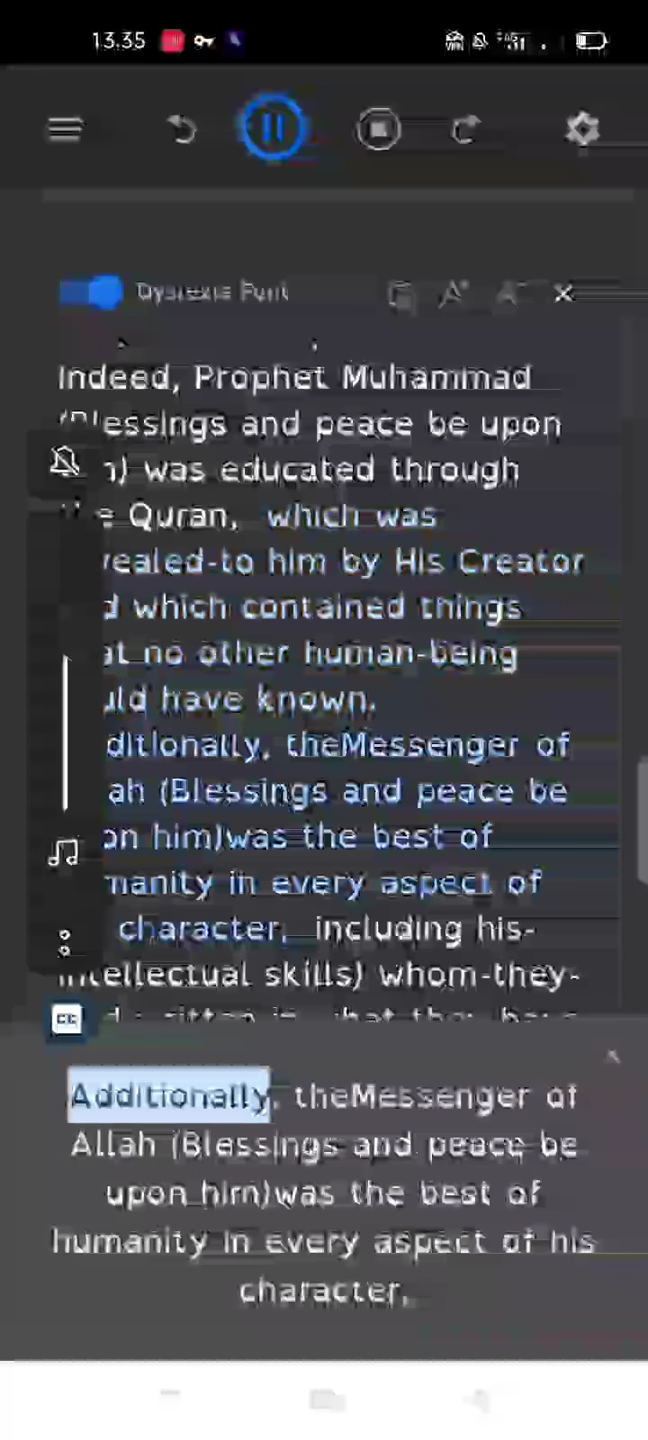 13.35
Dyslexia Font
Indeed, Prophet Muhammad
essings and peace be upon
) was educated through
Quran, which was
vealed-to him by His Creator
d which contained things
at no other human-being
uld have known.
ditionally, theMessenger of
ah (Blessings and peace be
on him)was the best of
manity in every aspect of
character, including his-
intellectual skills) whom-they-
CC
Additionally, theMessenger of
Allah (Blessings and peace be
upon him)was the best of
humanity in every aspect of his
character,